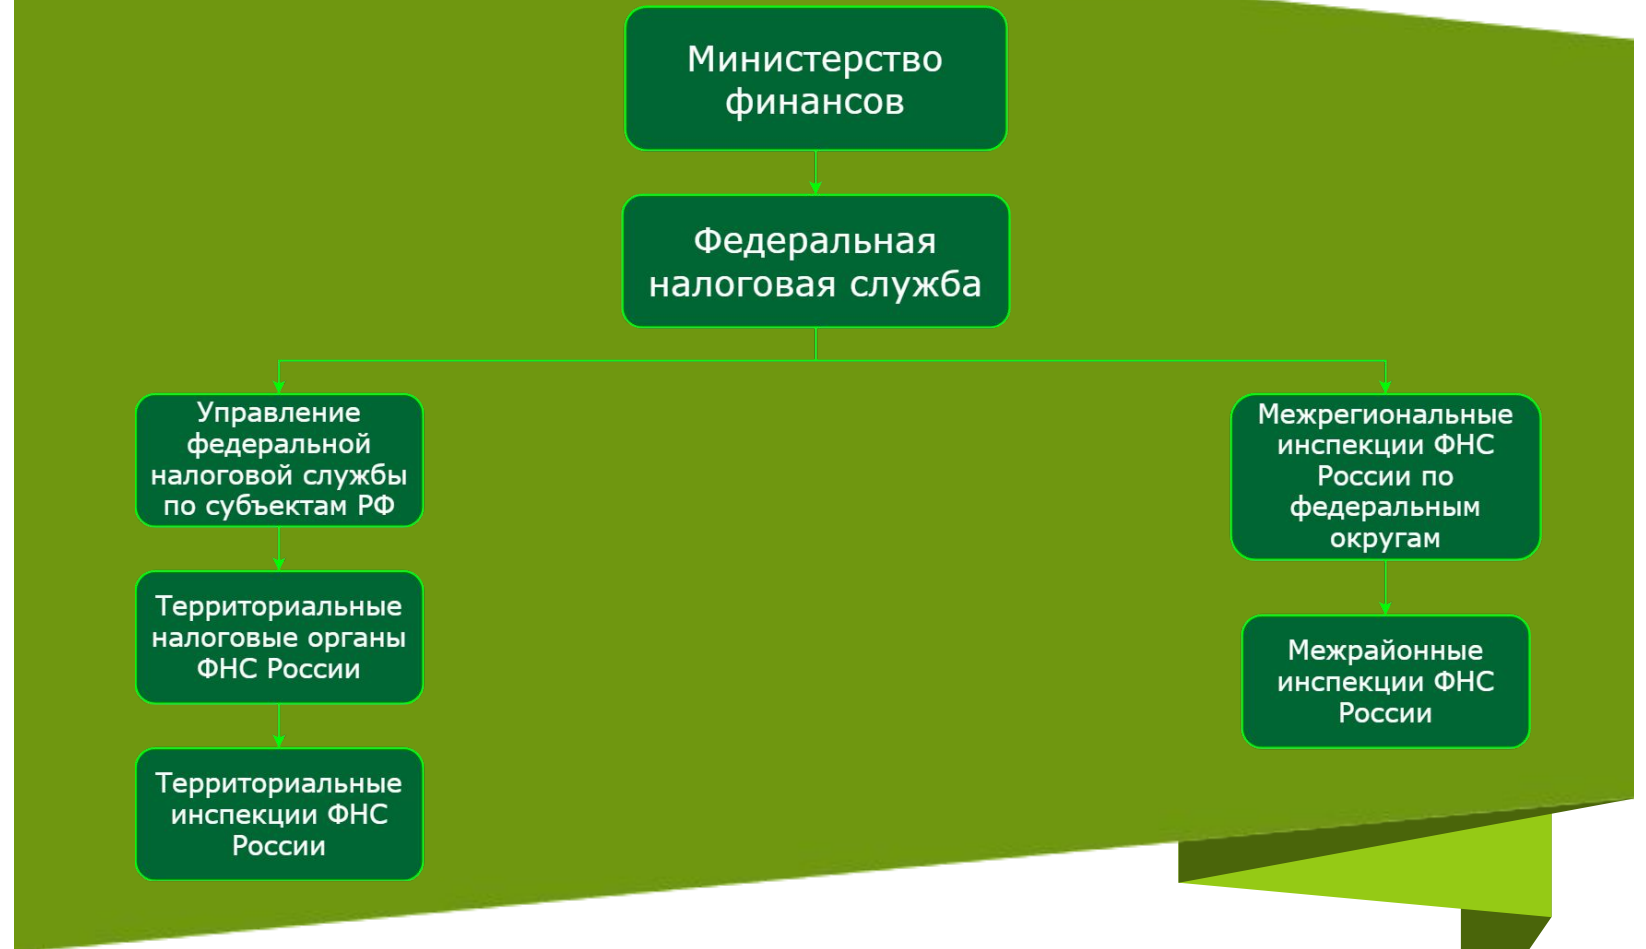 Министерство
финансов
Федеральная
налоговая служба
Управление
федеральной
налоговой службы
по субъектам РФ
Территориальные
налоговые органы
ФНС России
Территориальные
инспекции ФНС
России
Межрегиональные
инспекции ФНС
России по
федеральным
округам
Межрайонные
инспекции ФНС
России